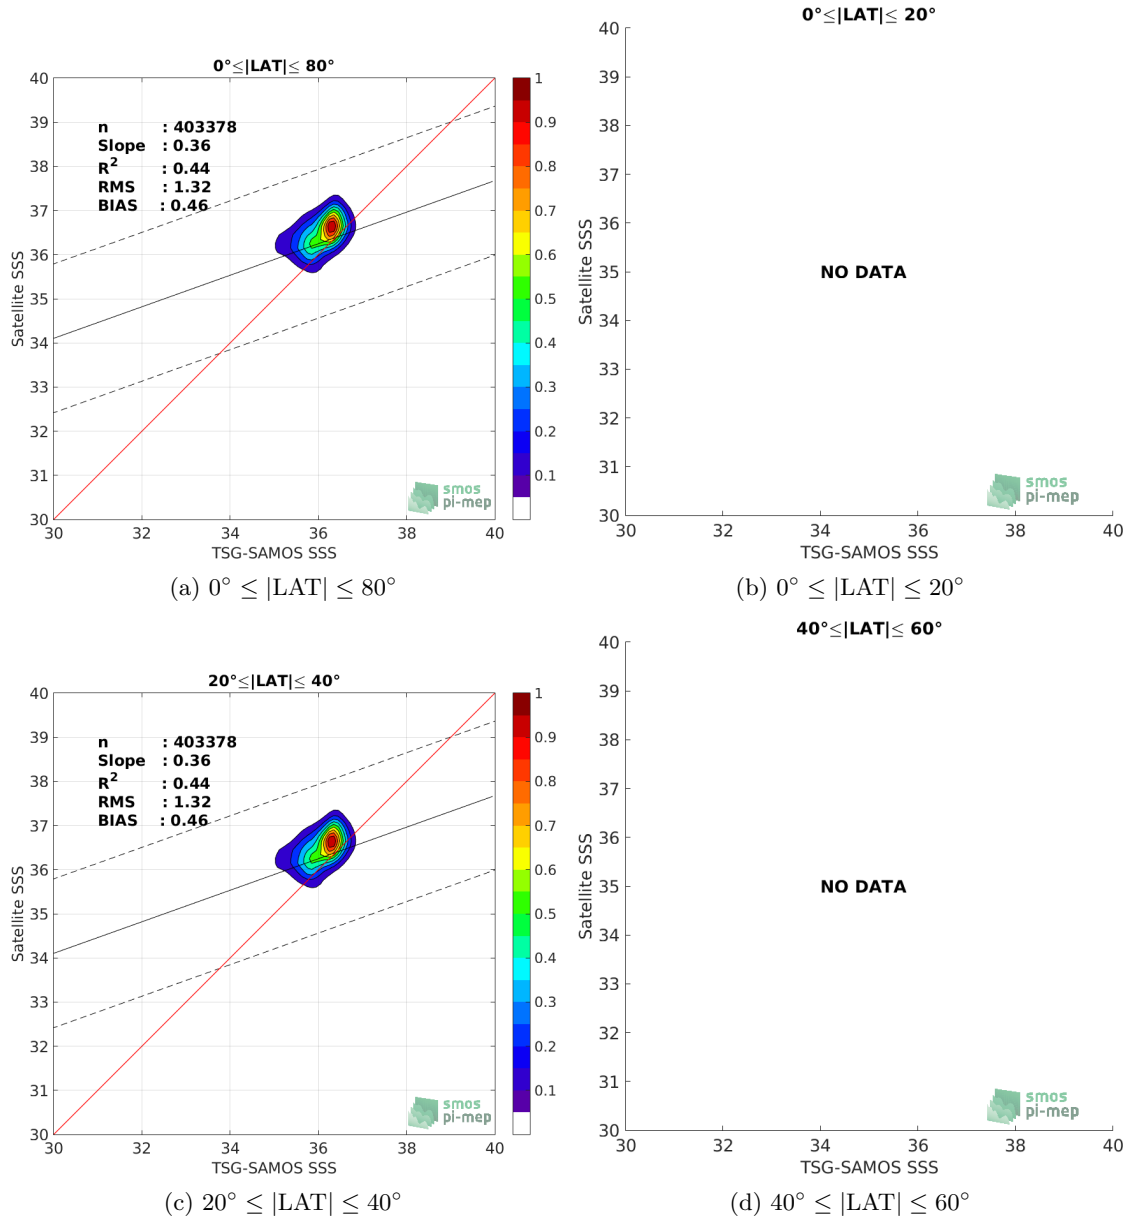 0°≤|LAT|≤ 80°
40
39
38
37
36
35
34
33
32
31
30
Satellite SSS
n : 403378
Slope : 0.36
R2 : 0.44
RMS : 1.32
BIAS : 0.46
smos
pi-mep
30 32 34 36 38 40
TSG-SAMOS SSS
1
0.9
0.8
0.7
0.6
0.5
0.4
0.3
0.2
0.1
(a) 0° ≤ |LAT| ≤ 80°
0°≤|LAT|≤ 20°
40
39
38
37
36
35
34
33
32
31
30
Satellite SSS
NO DATA
smos
pi-mep
30 32 34 36 38 40
TSG-SAMOS SSS
(b) 0° ≤ |LAT| ≤ 20°
20°≤|LAT|≤ 40°
40
39
38
37
36
35
34
33
32
31
30
Satellite SSS
n : 403378
Slope : 0.36
R2 : 0.44
RMS : 1.32
BIAS : 0.46
smos
pi-mep
30 32 34 36 38 40
TSG-SAMOS SSS
1
0.9
0.8
0.7
0.6
0.5
0.4
0.3
0.2
0.1
(c) 20° ≤ |LAT| ≤ 40°
40°≤|LAT|≤ 60°
40
39
38
37
36
35
34
33
32
31
30
Satellite SSS
NO DATA
smos
pi-mep
30 32 34 36 38 40
TSG-SAMOS SSS
(d) 40° ≤ |LAT| ≤ 60°